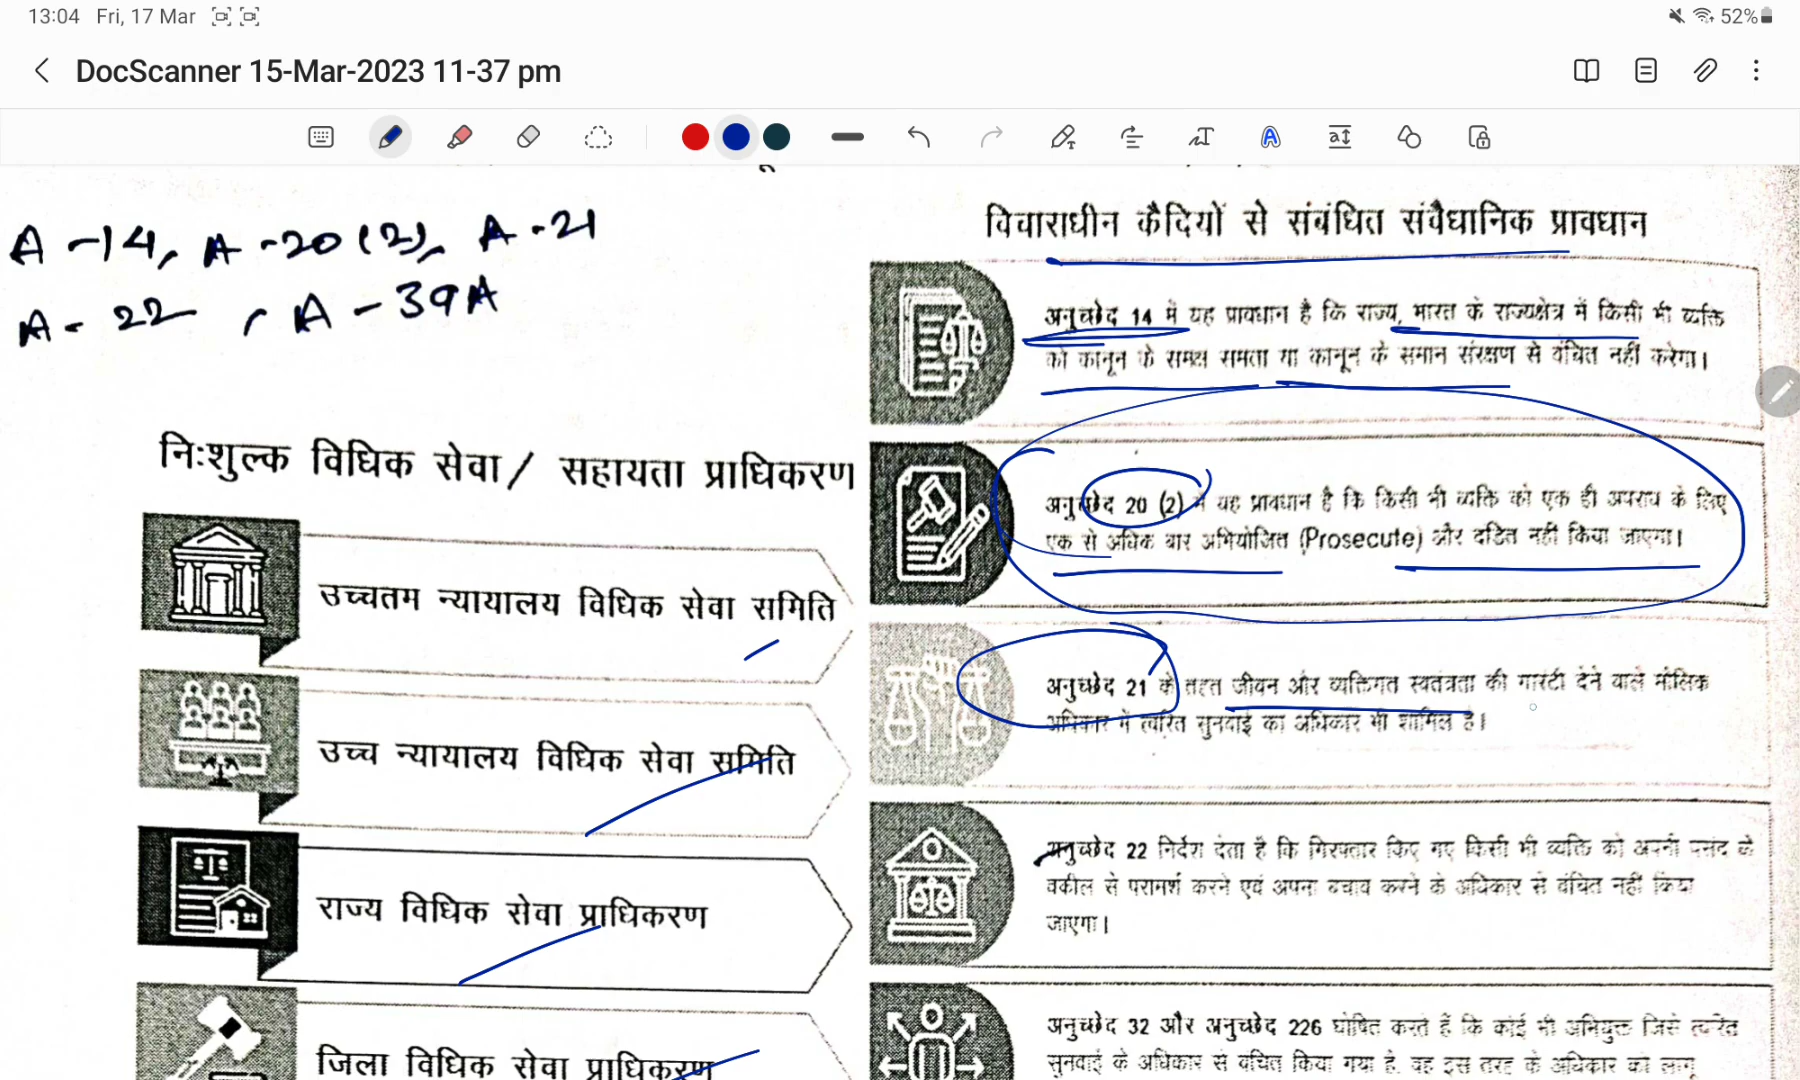 13:04 Fri, 17 Mar
52%
DocScanner 15-Mar-2023 11-37 pm
A-14, A-20(2), A-21
A-22, A-39A
निःशुल्क विधिक सेवा/ सहायता प्राधिकरण
उच्चतम न्यायालय विधिक सेवा समिति
उच्च न्यायालय विधिक सेवा समिति
राज्य विधिक सेवा प्राधिकरण
जिला विधिक सेवा प्राधिकरण
विचाराधीन कैदियों से संबंधित संवैधानिक प्रावधान
अनुच्छेद 14 में यह प्रावधान है कि राज्य, भारत के राज्यक्षेत्र में किसी भी व्यक्ति
को कानून के समक्ष समता या कानून के समान संरक्षण से वंचित नहीं करेगा।
अनुच्छेद 20 (2) में यह प्रावधान है कि किसी भी व्यक्ति को एक ही अपराध के लिए
एक से अधिक बार अभियोजित (Prosecute) और दंडित नहीं किया जाएगा।
अनुच्छेद 21 के तहत जीवन और व्यक्तिगत स्वतंत्रता की गारंटी देने वाले मौलिक
अधिकार में त्वरित सुनवाई का अधिकार भी शामिल है।
अनुच्छेद 22 निर्देश देता है कि गिरफ्तार किए गए किसी भी व्यक्ति को अपनी पसंद के
वकील से परामर्श करने एवं अपना बचाव करने के अधिकार से वंचित नहीं किया
जाएगा।
अनुच्छेद 32 और अनुच्छेद 226 घोषित करते हैं कि कोई भी अभियुक्त जिसे त्वरित
सुनवाई के अधिकार से वंचित किया गया है, वह इस तरह के अधिकार को लागू